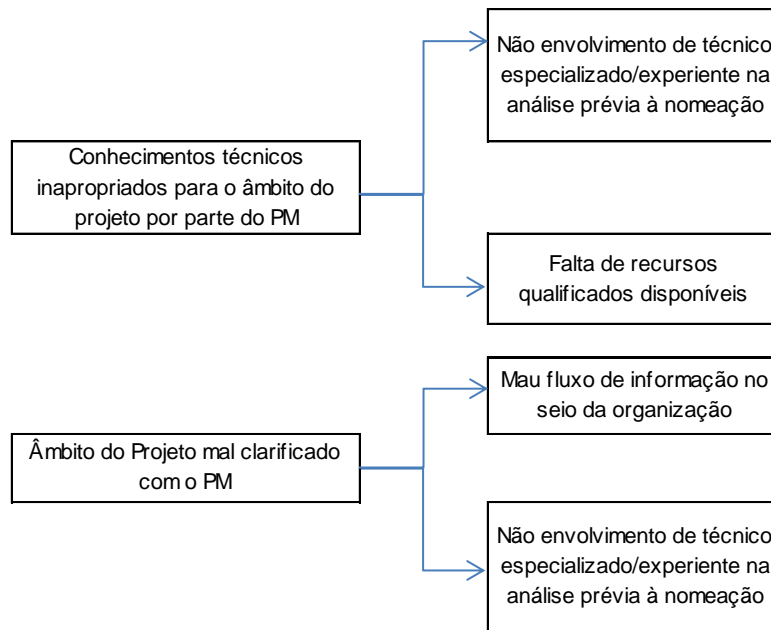 Não envolvimento de técnico
especializado/experiente na
análise prévia à nomeação
Conhecimentos técnicos
inapropriados para o âmbito do
projeto por parte do PM
Falta de recursos
qualificados disponíveis
Mau fluxo de informação no
seio da organização
Âmbito do Projeto mal clarificado
com o PM
Não envolvimento de técnico
especializado/experiente na
análise prévia à nomeação